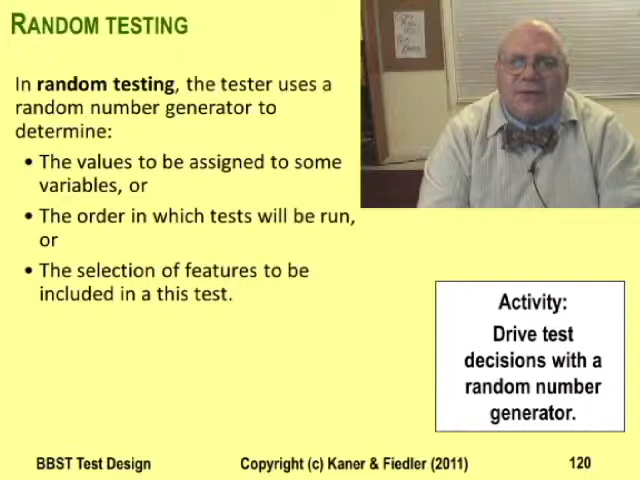 RANDOM TESTING
In random testing, the tester uses a
random number generator to
determine:
• The values to be assigned to some
variables, or
• The order in which tests will be run,
or
• The selection of features to be
included in a this test.
Activity:
Drive test
decisions with a
random number
generator.
BBST Test Design
Copyright (c) Kaner & Fiedler (2011)
120